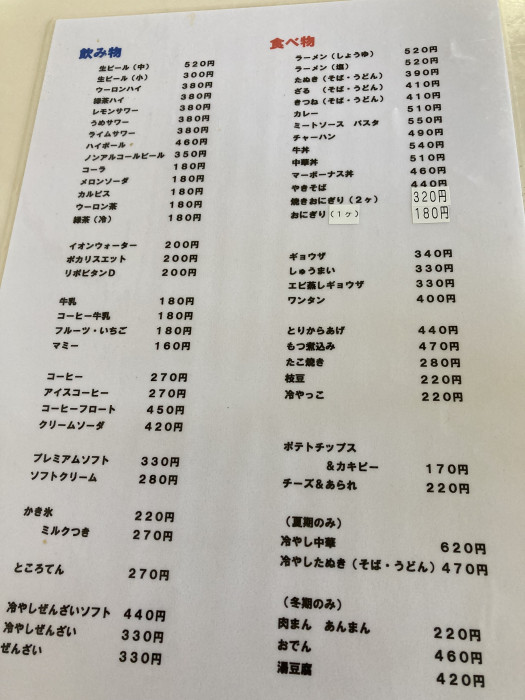 飲み物
生ビール（中） 520円
生ビール（小） 300円
ウーロンハイ 380円
緑茶ハイ 380円
レモンサワー 380円
うめサワー 380円
ライムサワー 380円
ハイボール 460円
ノンアルコールビール 350円
コーラ 180円
メロンソーダ 180円
カルピス 180円
ウーロン茶 180円
緑茶（冷） 180円
イオンウォーター 200円
ポカリスエット 200円
リポビタンD 200円
牛乳 180円
コーヒー牛乳 180円
フルーツ・いちご 180円
マミー 160円
コーヒー 270円
アイスコーヒー 270円
コーヒーフロート 450円
クリームソーダ 420円
プレミアムソフト 330円
ソフトクリーム 280円
かき氷 220円
ミルクつき 270円
ところてん 270円
冷やしぜんざいソフト 440円
冷やしぜんざい 330円
ぜんざい 330円
食べ物
ラーメン（しょうゆ） 520円
ラーメン（塩） 520円
たぬき（そば・うどん） 390円
ざる （そば・うどん） 410円
きつね（そば・うどん） 410円
カレー 510円
ミートソース パスタ 550円
チャーハン 490円
牛丼 540円
中華丼 510円
マーボーナス丼 460円
やきそば 440円
焼きおにぎり（2ヶ） 320円
おにぎり（1ヶ） 180円
ギョウザ 340円
しゅうまい 330円
エビ蒸しギョウザ 330円
ワンタン 400円
とりからあげ 440円
もつ煮込み 470円
たこ焼き 280円
枝豆 220円
冷やっこ 220円
ポテトチップス
＆カキピー 170円
チーズ＆あられ 220円
（夏期のみ）
冷やし中華 620円
冷やしたぬき（そば・うどん） 470円
（冬期のみ）
肉まん あんまん 220円
おでん 460円
湯豆腐 420円